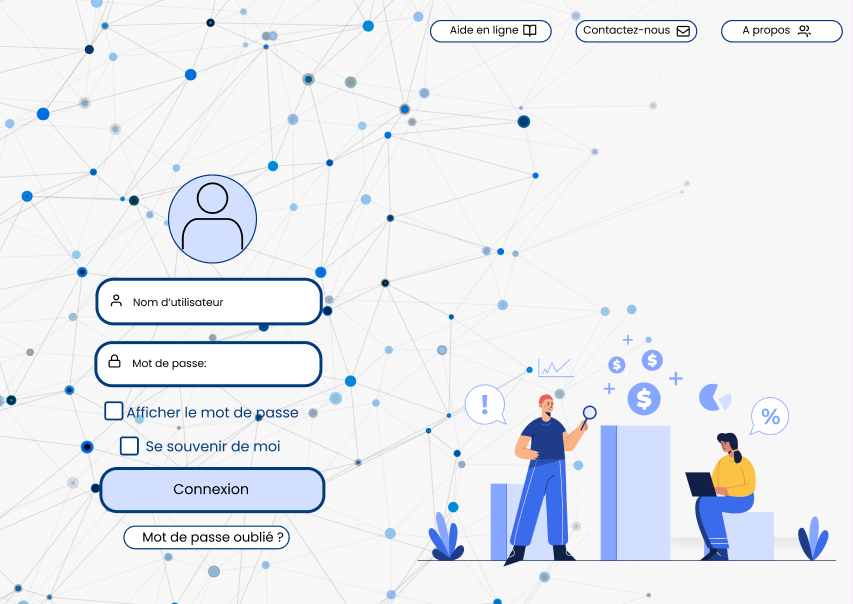 Aide en ligne
Contactez-nous
A propos
Nom d'utilisateur
Mot de passe:
Afficher le mot de passe
Se souvenir de moi
Connexion
Mot de passe oublié ?
$
$
$
!
%